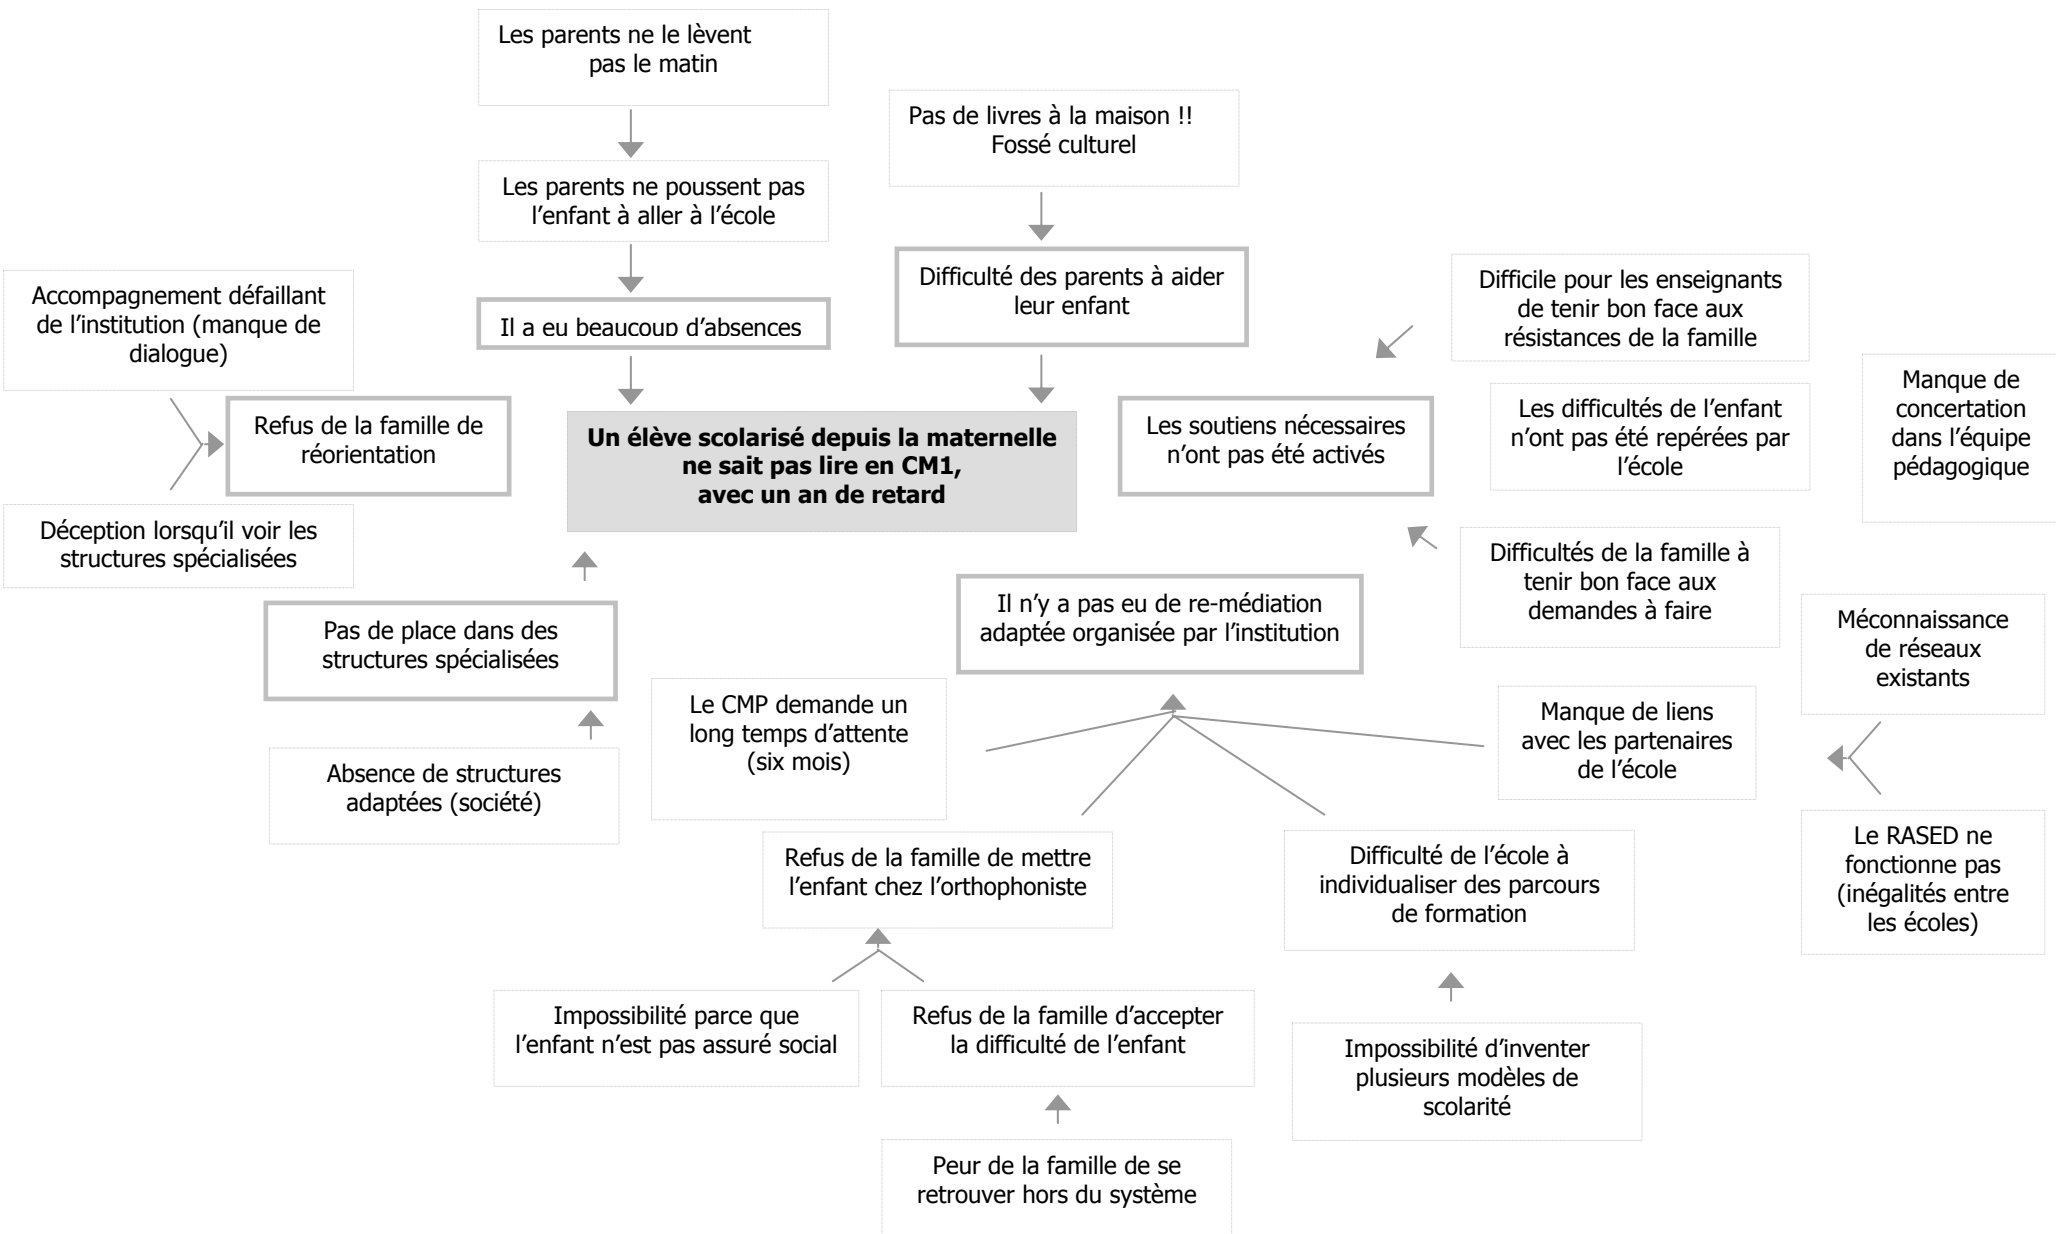 Les parents ne le lèvent
pas le matin
Pas de livres à la maison !!
Fossé culturel
Les parents ne poussent pas
l'enfant à aller à l'école
Difficulté des parents à aider
leur enfant
Il a eu beaucoup d'absences
Accompagnement défaillant
de l'institution (manque de
dialogue)
Difficile pour les enseignants
de tenir bon face aux
résistances de la famille
Manque de
concertation
dans l'équipe
pédagogique
Refus de la famille de
réorientation
Un élève scolarisé depuis la maternelle
ne sait pas lire en CM1,
avec un an de retard
Les soutiens nécessaires
n'ont pas été activés
Les difficultés de l'enfant
n'ont pas été repérées par
l'école
Déception lorsqu'il voir les
structures spécialisées
Difficultés de la famille à
tenir bon face aux
demandes à faire
Pas de place dans des
structures spécialisées
Il n'y a pas eu de re-médiation
adaptée organisée par l'institution
Méconnaissance
de réseaux
existants
Le CMP demande un
long temps d'attente
(six mois)
Manque de liens
avec les partenaires
de l'école
Absence de structures
adaptées (société)
Refus de la famille de mettre
l'enfant chez l'orthophoniste
Difficulté de l'école à
individualiser des parcours
de formation
Le RASED ne
fonctionne pas
(inégalités entre
les écoles)
Impossibilité parce que
l'enfant n'est pas assuré social
Refus de la famille d'accepter
la difficulté de l'enfant
Impossibilité d'inventer
plusieurs modèles de
scolarité
Peur de la famille de se
retrouver hors du système